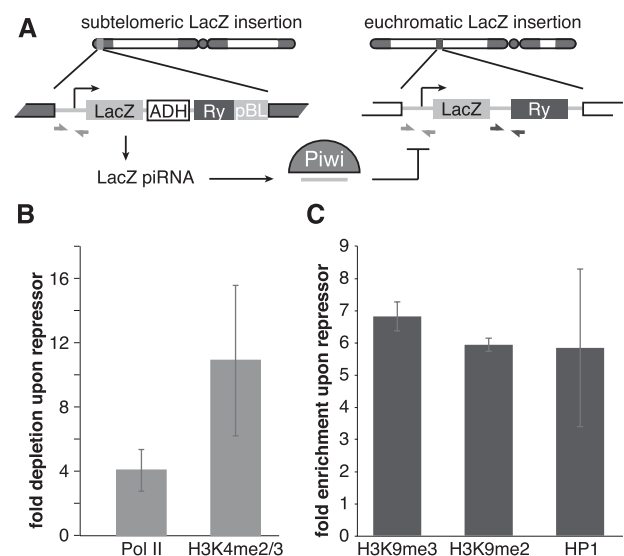 A
subtelomeric LacZ insertion
euchromatic LacZ insertion
LacZ ADH Ry pBL
LacZ Ry
LacZ piRNA
Piwi
B
fold depletion upon repressor
16
12
8
4
0
Pol II H3K4me2/3
C
fold enrichment upon repressor
9
8
7
6
5
4
3
2
1
0
H3K9me3 H3K9me2 HP1